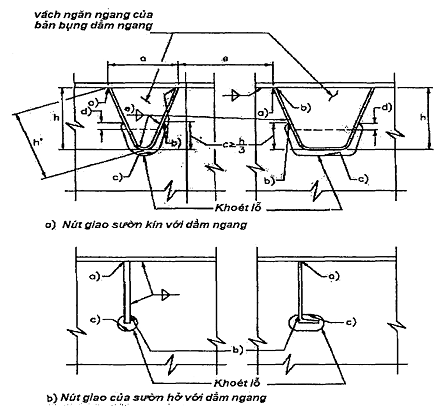 vách ngăn ngang của
bản bụng dầm ngang
a
e
d)
a)
e)
h
h'
b)
c)
c ≥ h/3
a)
b)
d)
h
b)
c)
Khoét lỗ
a) Nút giao sườn kín với dầm ngang
a)
c)
b)
a)
c)
Khoét lỗ
b) Nút giao của sườn hở với dầm ngang